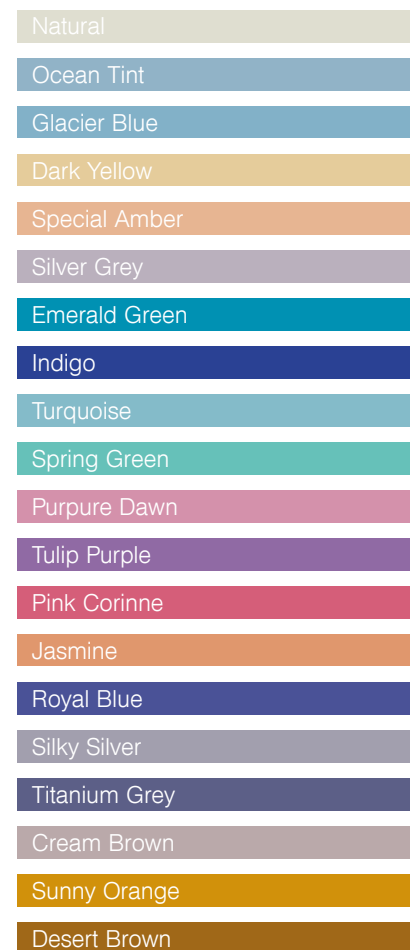 Natural
Ocean Tint
Glacier Blue
Dark Yellow
Special Amber
Silver Grey
Emerald Green
Indigo
Turquoise
Spring Green
Purpure Dawn
Tulip Purple
Pink Corinne
Jasmine
Royal Blue
Silky Silver
Titanium Grey
Cream Brown
Sunny Orange
Desert Brown